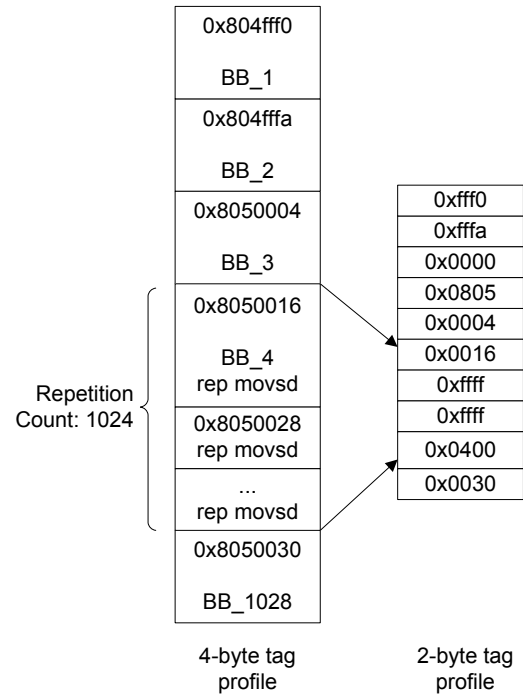 0x804fff0
BB_1
0x804fffa
BB_2
0x8050004
BB_3
0x8050016
BB_4
rep movsd
0x8050028
rep movsd
...
rep movsd
0x8050030
BB_1028
4-byte tag
profile
Repetition
Count: 1024
0xfff0
0xfffa
0x0000
0x0805
0x0004
0x0016
0xffff
0xffff
0x0400
0x0030
2-byte tag
profile